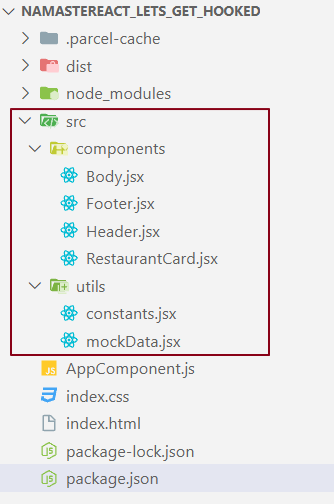 NAMASTEREACT_LETS_GET_HOOKED
.parcel-cache
dist
node_modules
src
components
Body.jsx
Footer.jsx
Header.jsx
RestaurantCard.jsx
utils
constants.jsx
mockData.jsx
JS AppComponent.js
index.css
index.html
package-lock.json
package.json